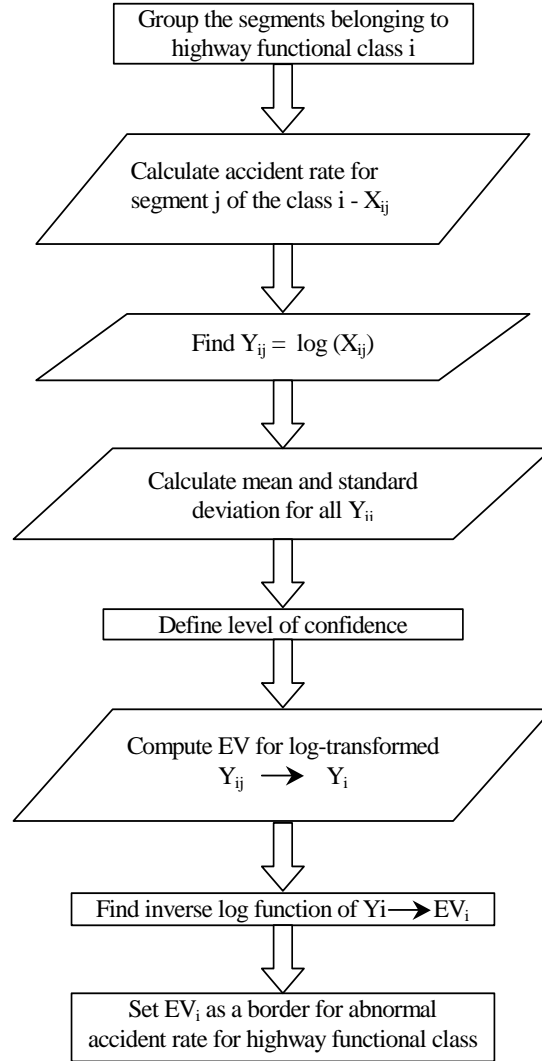 Group the segments belonging to
highway functional class i
Calculate accident rate for
segment j of the class i - Xij
Find Yij = log (Xij)
Calculate mean and standard
deviation for all Yij
Define level of confidence
Compute EV for log-transformed
Yij → Yi
Find inverse log function of Yi → EVi
Set EVi as a border for abnormal
accident rate for highway functional class